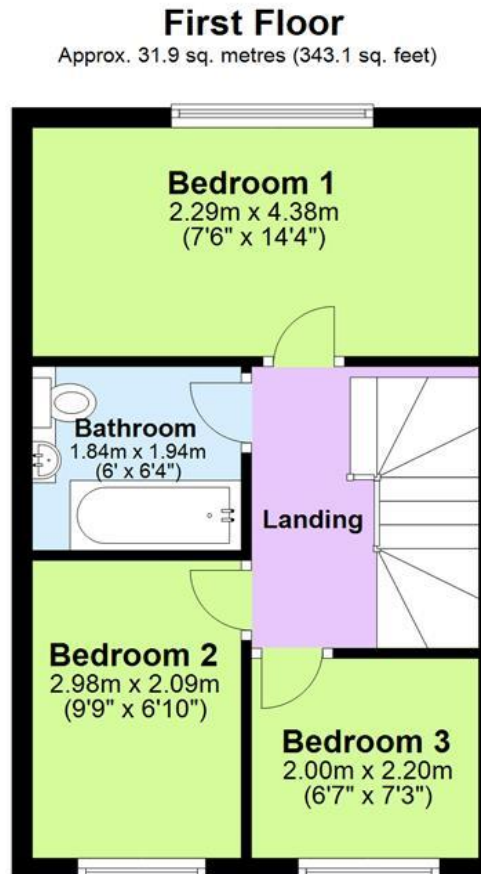 First Floor
Approx. 31.9 sq. metres (343.1 sq. feet)
Bedroom 1
2.29m x 4.38m
(7'6" x 14'4")
Bathroom
1.84m x 1.94m
(6' x 6'4")
Landing
Bedroom 2
2.98m x 2.09m
(9'9" x 6'10")
Bedroom 3
2.00m x 2.20m
(6'7" x 7'3")